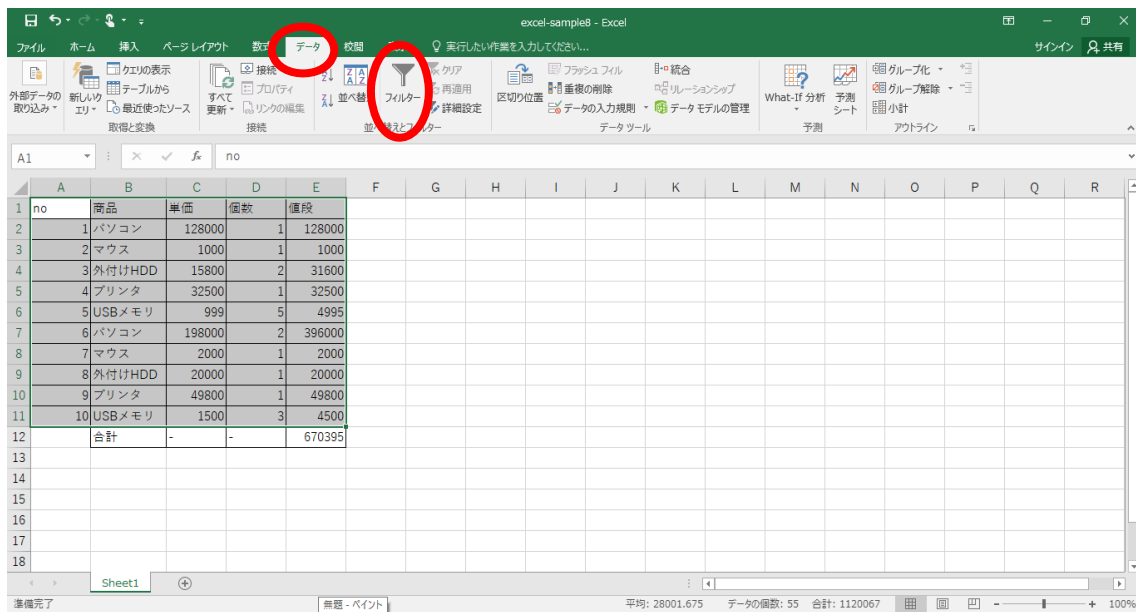 excel-sample8 - Excel
ファイル ホーム 挿入 ページ レイアウト 数式 データ 校閲 実行したい作業を入力してください... サインイン 共有
クエリの表示 接続 クリア フラッシュ フィル 統合 グループ化
外部データの 新しいク テーブルから すべて プロパティ 並べ替え フィルター 再適用 区切り位置 重複の削除 リレーションシップ What-If 分析 予測 グループ解除
取り込み エリ 最近使ったソース 更新 リンクの編集 詳細設定 データの入力規則 データ モデルの管理 シート 小計
取得と変換 接続 並べ替えとフィルター データ ツール 予測 アウトライン
A1 fx no
A B C D E F G H I J K L M N O P Q R
1 no 商品 単価 個数 値段
2 1 パソコン 128000 1 128000
3 2 マウス 1000 1 1000
4 3 外付けHDD 15800 2 31600
5 4 プリンタ 32500 1 32500
6 5 USBメモリ 999 5 4995
7 6 パソコン 198000 2 396000
8 7 マウス 2000 1 2000
9 8 外付けHDD 20000 1 20000
10 9 プリンタ 49800 1 49800
11 10 USBメモリ 1500 3 4500
12 合計 - - 670395
13
14
15
16
17
18
Sheet1
準備完了 無題 - ペイント 平均: 28001.675 データの個数: 55 合計: 1120067 100%